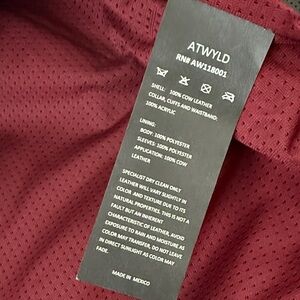 ATWYLD
RN# AW118001
SHELL: 100% COW LEATHER
COLLAR, CUFFS AND WAISTBAND:
100% ACRYLIC
LINING:
BODY: 100% POLYESTER
SLEEVES: 100% POLYESTER
APPLICATION: 100% COW
LEATHER
SPECIALIST DRY CLEAN ONLY
LEATHER WILL VARY SLIGHTLY IN
COLOR AND TEXTURE DUE TO ITS
NATURAL PROPERTIES. THIS IS NOT A
FAULT BUT AN INHERENT
CHARACTERISTIC OF LEATHER. AVOID
EXPOSURE TO RAIN AND MOISTURE AS
COLOR MAY TRANSFER. DO NOT LEAVE
IN DIRECT SUNLIGHT AS COLOR MAY
FADE.
MADE IN MEXICO